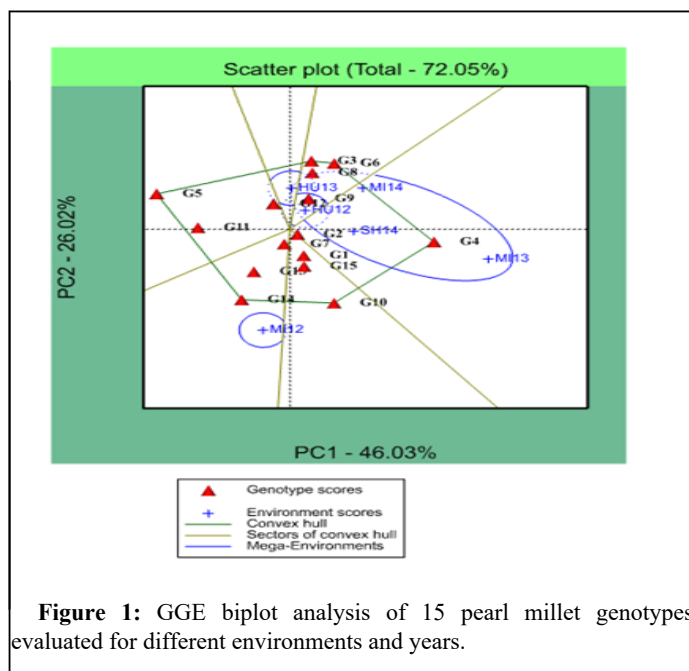 Scatter plot (Total - 72.05%)
G3
G6
G8
G5
HU13
MI14
G9
G12
HU12
G11
G2
SH14
G7
G4
G1
MI13
G15
G13
G14
G10
MI12
PC2 - 26.02%
PC1 - 46.03%
Genotype scores
Environment scores
Convex hull
Sectors of convex hull
Mega-Environments
Figure 1: GGE biplot analysis of 15 pearl millet genotypes
evaluated for different environments and years.